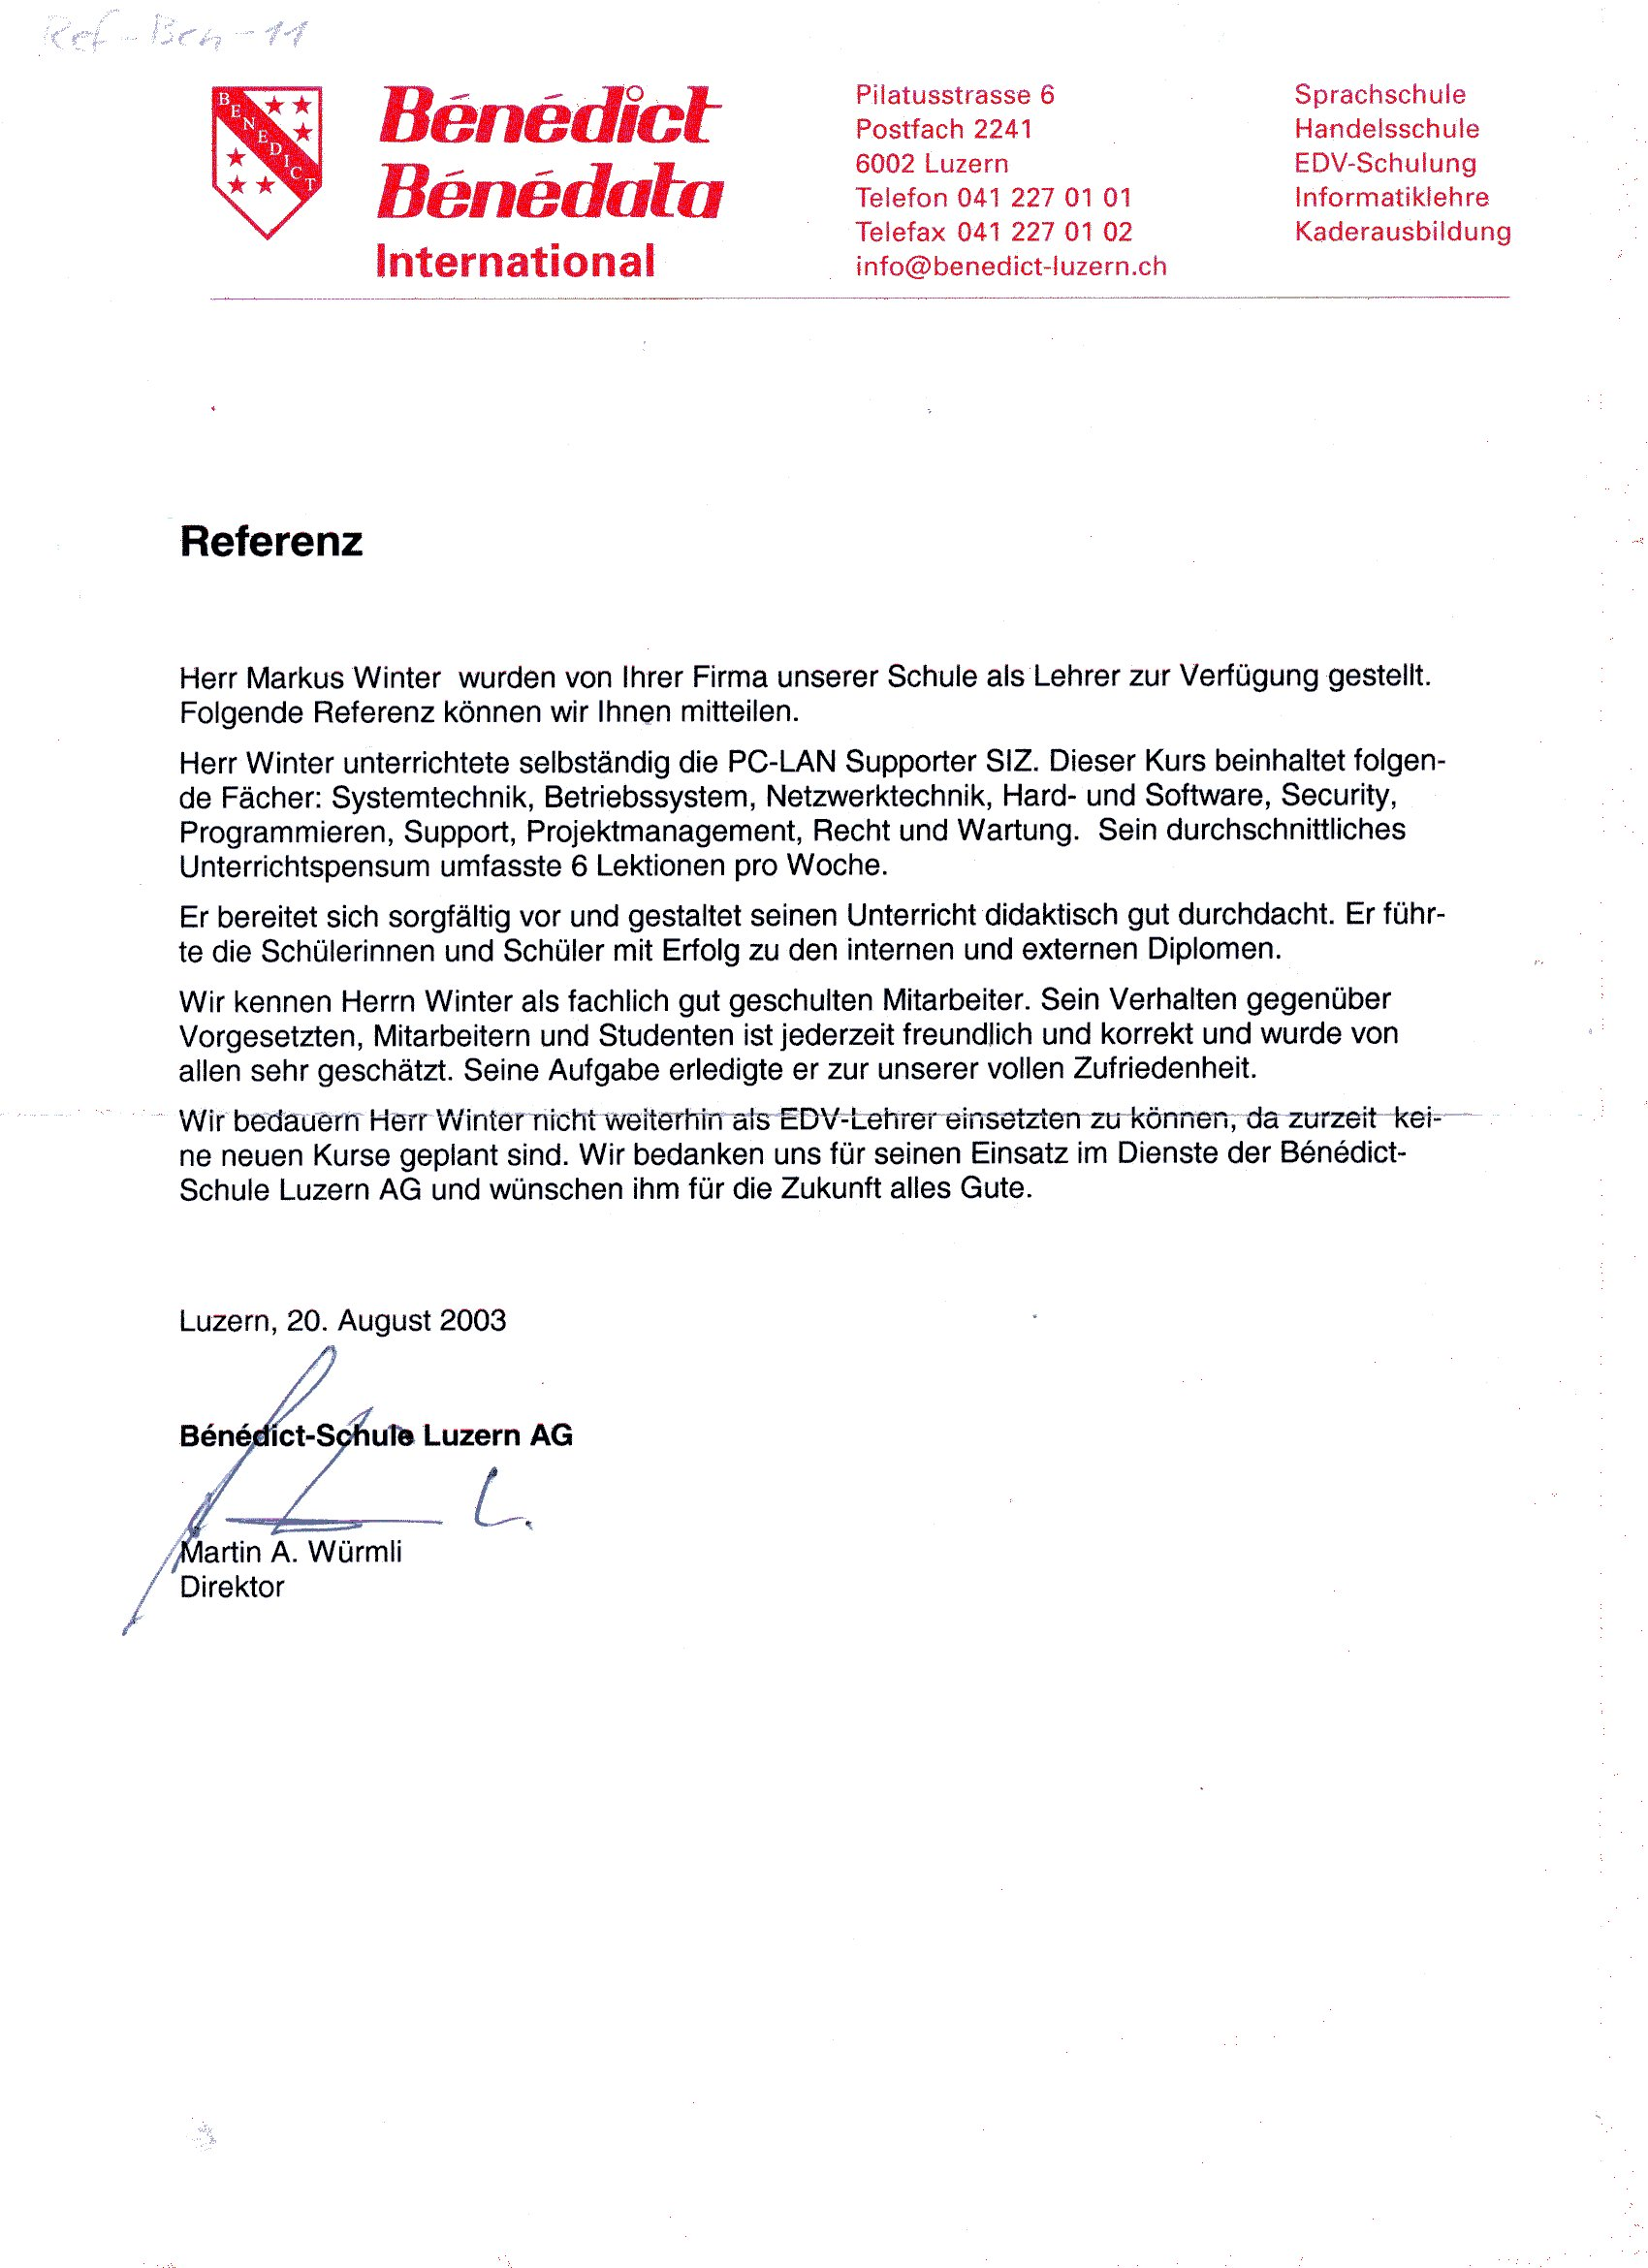 Ref-Ben-11
BENEDICT
Bénédict
Bénédata
International
Pilatusstrasse 6
Postfach 2241
6002 Luzern
Telefon 041 227 01 01
Telefax 041 227 01 02
info@benedict-luzern.ch
Sprachschule
Handelsschule
EDV-Schulung
Informatiklehre
Kaderausbildung
Referenz
Herr Markus Winter  wurden von Ihrer Firma unserer Schule als Lehrer zur Verfügung gestellt.
Folgende Referenz können wir Ihnen mitteilen.
Herr Winter unterrichtete selbständig die PC-LAN Supporter SIZ. Dieser Kurs beinhaltet folgen-
de Fächer: Systemtechnik, Betriebssystem, Netzwerktechnik, Hard- und Software, Security,
Programmieren, Support, Projektmanagement, Recht und Wartung.  Sein durchschnittliches
Unterrichtspensum umfasste 6 Lektionen pro Woche.
Er bereitet sich sorgfältig vor und gestaltet seinen Unterricht didaktisch gut durchdacht. Er führ-
te die Schülerinnen und Schüler mit Erfolg zu den internen und externen Diplomen.
Wir kennen Herrn Winter als fachlich gut geschulten Mitarbeiter. Sein Verhalten gegenüber
Vorgesetzten, Mitarbeitern und Studenten ist jederzeit freundlich und korrekt und wurde von
allen sehr geschätzt. Seine Aufgabe erledigte er zur unserer vollen Zufriedenheit.
Wir bedauern Herr Winter nicht weiterhin als EDV-Lehrer einsetzten zu können, da zurzeit  kei-
ne neuen Kurse geplant sind. Wir bedanken uns für seinen Einsatz im Dienste der Bénédict-
Schule Luzern AG und wünschen ihm für die Zukunft alles Gute.
Luzern, 20. August 2003
Bénédict-Schule Luzern AG
Martin A. Würmli
Direktor